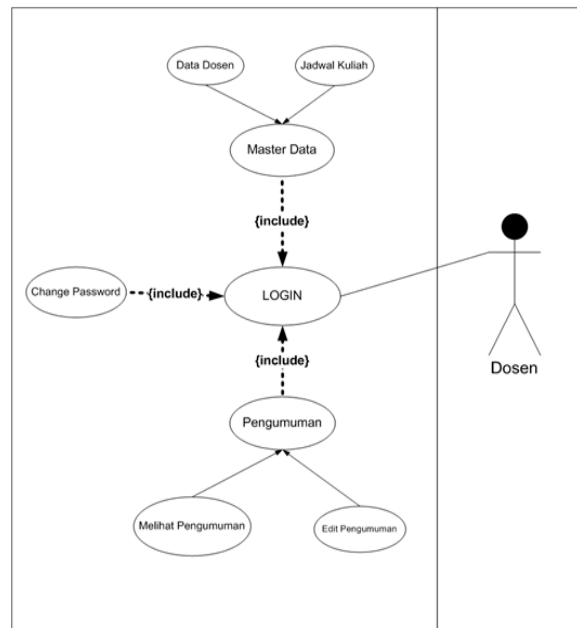 Data Dosen
Jadwal Kuliah
Master Data
{include}
Change Password
{include}
LOGIN
{include}
Dosen
Pengumuman
Melihat Pengumuman
Edit Pengumuman